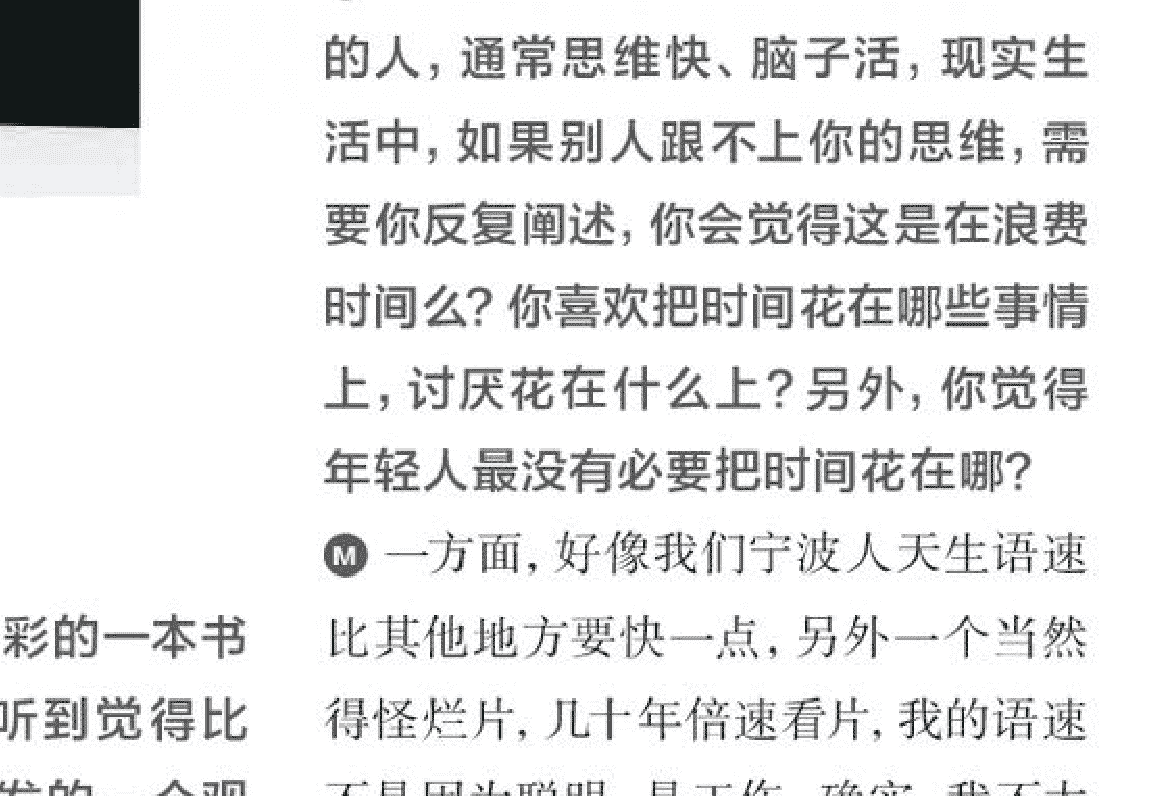 彩的一本书
听到觉得比
的人，通常思维快、脑子活，现实生
活中，如果别人跟不上你的思维，需
要你反复阐述，你会觉得这是在浪费
时间么？你喜欢把时间花在哪些事情
上，讨厌花在什么上？另外，你觉得
年轻人最没有必要把时间花在哪？
M 一方面，好像我们宁波人天生语速
比其他地方要快一点，另外一个当然
得怪烂片，几十年倍速看片，我的语速